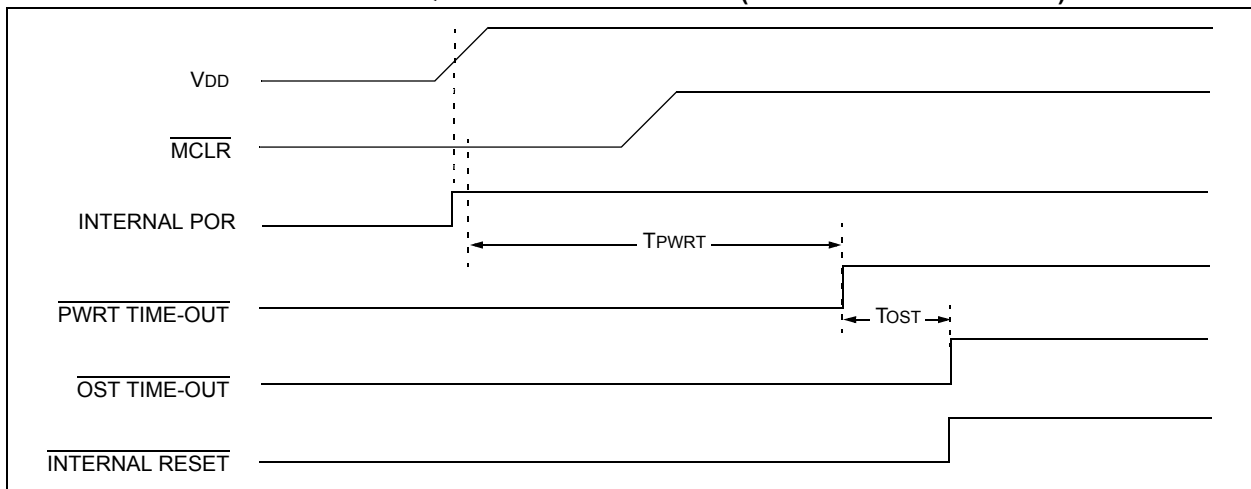 VDD
MCLR
INTERNAL POR
TPWRT
PWRT TIME-OUT
TOST
OST TIME-OUT
INTERNAL RESET